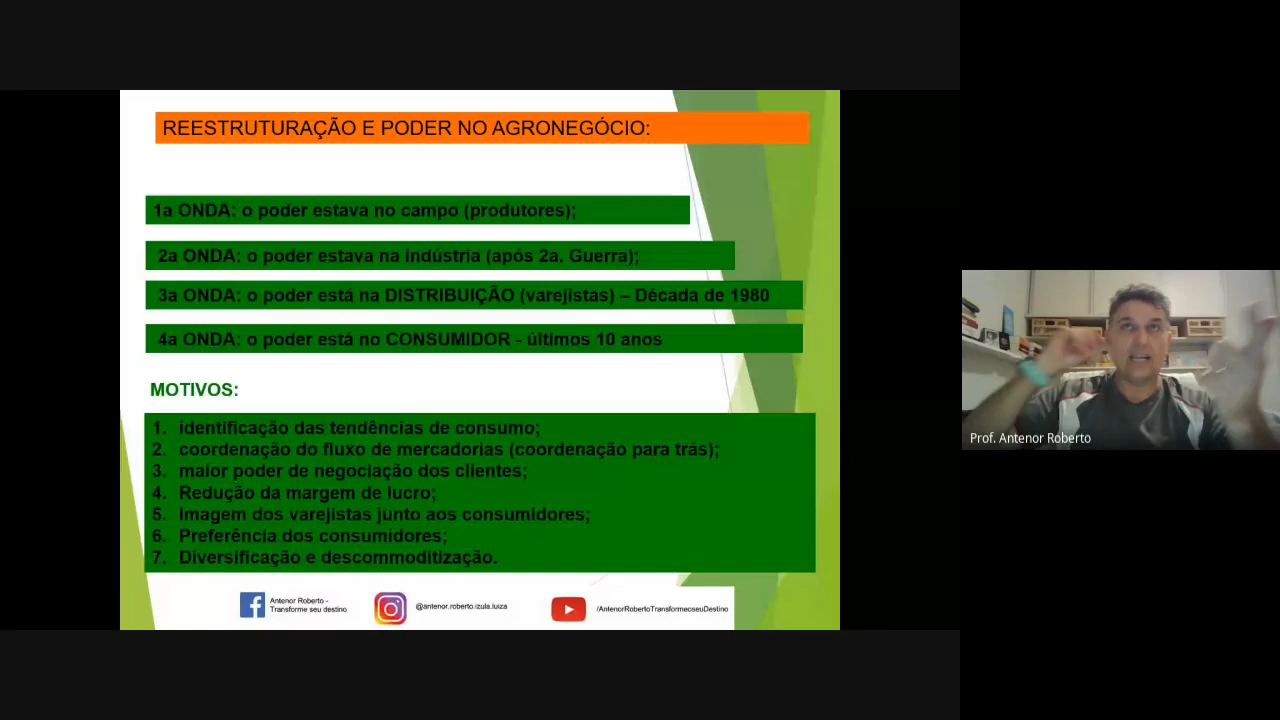 REESTRUTURAÇÃO E PODER NO AGRONEGÓCIO:
1a ONDA: o poder estava no campo (produtores);
2a ONDA: o poder estava na indústria (após 2a. Guerra);
3a ONDA: o poder está na DISTRIBUIÇÃO (varejistas) – Década de 1980
4a ONDA: o poder está no CONSUMIDOR - últimos 10 anos
MOTIVOS:
1. identificação das tendências de consumo;
2. coordenação do fluxo de mercadorias (coordenação para trás);
3. maior poder de negociação dos clientes;
4. Redução da margem de lucro;
5. Imagem dos varejistas junto aos consumidores;
6. Preferência dos consumidores;
7. Diversificação e descommoditização.
Antenor Roberto -
Transforme seu destino
@antenor.roberto.izula.luiza
/AntenorRobertoTransformeoseuDestino
Prof. Antenor Roberto